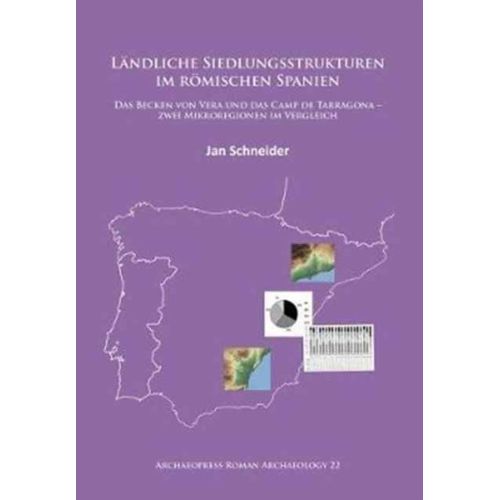 Ländliche Siedlungsstrukturen
im römischen Spanien
Das Becken von Vera und das Camp de Tarragona –
zwei Mikroregionen im Vergleich
Jan Schneider
Archaeopress Roman Archaeology 22